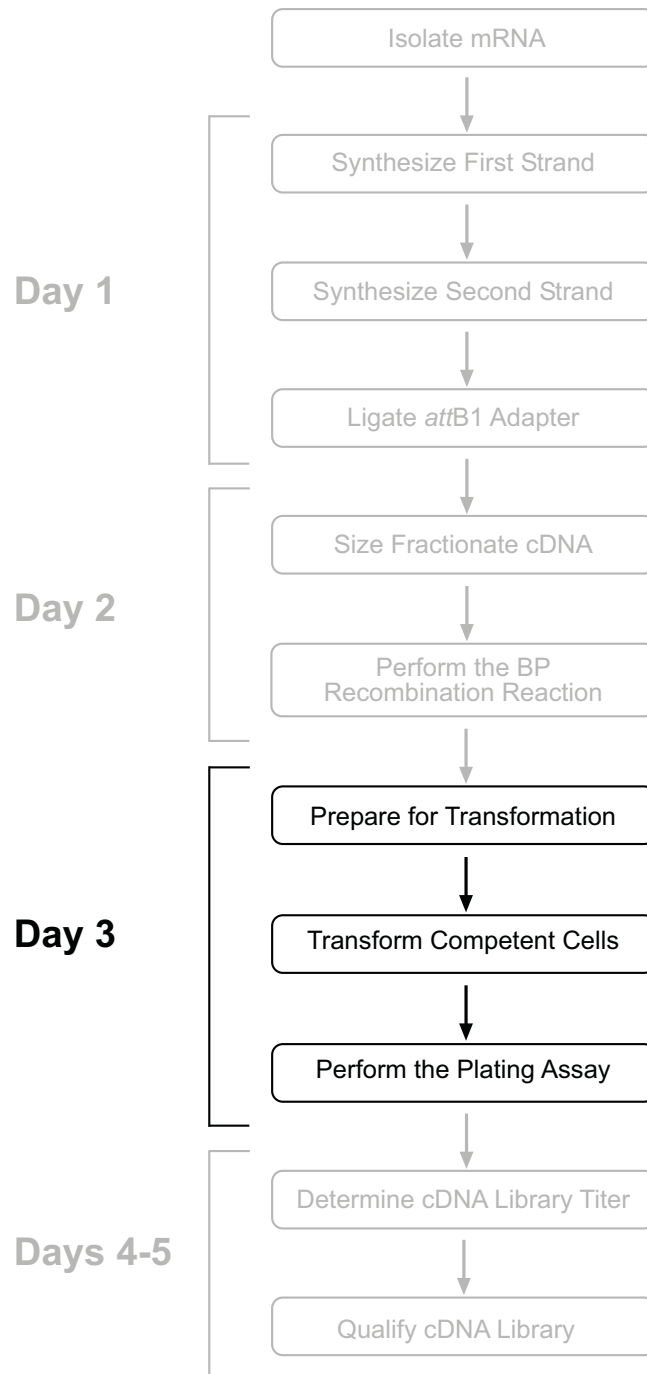 Isolate mRNA
Day 1
Synthesize First Strand
Synthesize Second Strand
Ligate attB1 Adapter
Day 2
Size Fractionate cDNA
Perform the BP
Recombination Reaction
Day 3
Prepare for Transformation
Transform Competent Cells
Perform the Plating Assay
Days 4-5
Determine cDNA Library Titer
Qualify cDNA Library